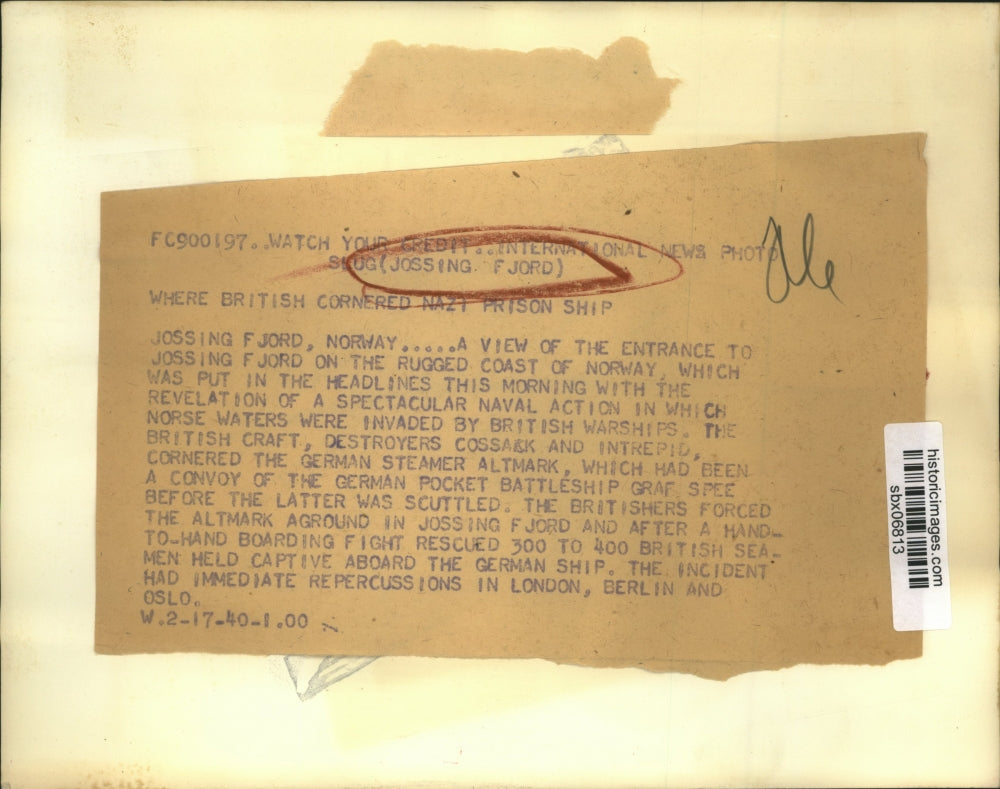 FC900197..WATCH YOUR CREDIT..INTERNATIONAL NEWS PHOTO
SLUG(JOSSING FJORD)
WHERE BRITISH CORNERED NAZI PRISON SHIP
JOSSING FJORD, NORWAY.....A VIEW OF THE ENTRANCE TO
JOSSING FJORD ON THE RUGGED COAST OF NORWAY, WHICH
WAS PUT IN THE HEADLINES THIS MORNING WITH THE
REVELATION OF A SPECTACULAR NAVAL ACTION IN WHICH
NORSE WATERS WERE INVADED BY BRITISH WARSHIPS. THE
BRITISH CRAFT, DESTROYERS COSSACK AND INTREPID,
CORNERED THE GERMAN STEAMER ALTMARK, WHICH HAD BEEN
A CONVOY OF THE GERMAN POCKET BATTLESHIP GRAF SPEE
BEFORE THE LATTER WAS SCUTTLED. THE BRITISHERS FORCED
THE ALTMARK AGROUND IN JOSSING FJORD AND AFTER A HAND-
TO-HAND BOARDING FIGHT RESCUED 300 TO 400 BRITISH SEA-
MEN HELD CAPTIVE ABOARD THE GERMAN SHIP. THE INCIDENT
HAD IMMEDIATE REPERCUSSIONS IN LONDON, BERLIN AND
OSLO.
W.2-17-40-1.00
historicimages.com
sbx06813